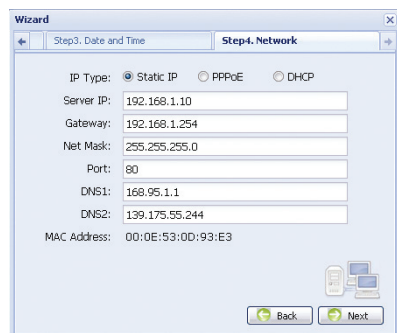 Wizard
Step3. Date and Time
Step4. Network
IP Type: Static IP PPPoE DHCP
Server IP: 192.168.1.10
Gateway: 192.168.1.254
Net Mask: 255.255.255.0
Port: 80
DNS1: 168.95.1.1
DNS2: 139.175.55.244
MAC Address: 00:0E:53:0D:93:E3
Back Next